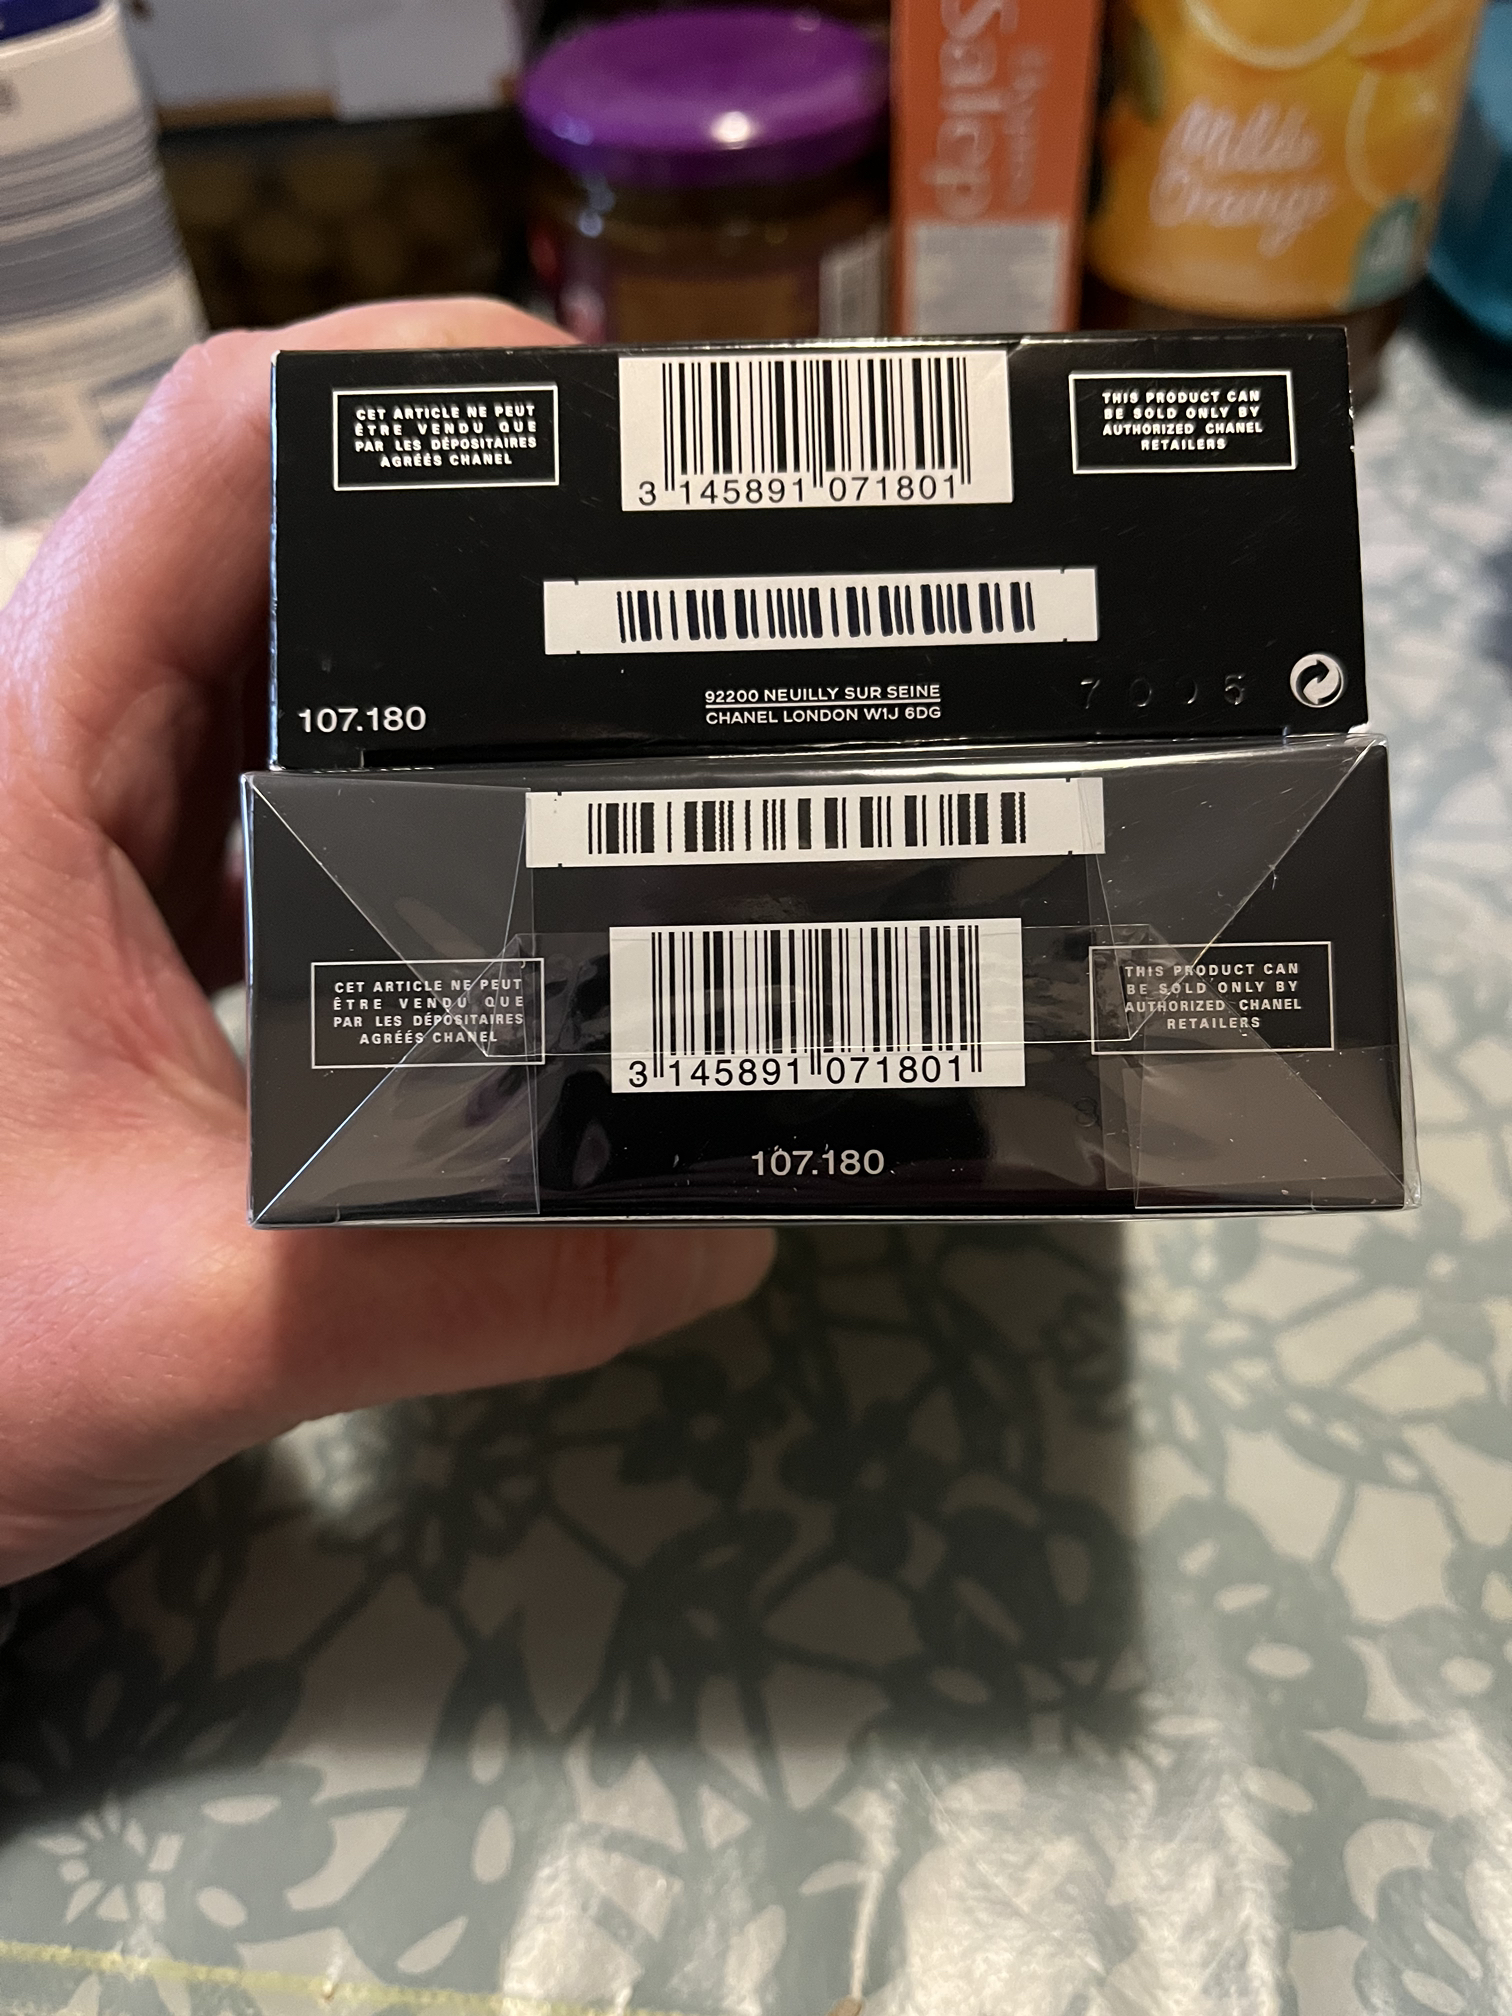 Milde
Orange
CET ARTICLE NE PEUT
ÊTRE VENDU QUE
PAR LES DÉPOSITAIRES
AGRÉÉS CHANEL
3 145891 071801
THIS PRODUCT CAN
BE SOLD ONLY BY
AUTHORIZED CHANEL
RETAILERS
107.180
92200 NEUILLY SUR SEINE
CHANEL LONDON W1J 6DG
7005
CET ARTICLE NE PEUT
ÊTRE VENDU QUE
PAR LES DÉPOSITAIRES
AGRÉÉS CHANEL
3 145891 071801
THIS PRODUCT CAN
BE SOLD ONLY BY
AUTHORIZED CHANEL
RETAILERS
107.180